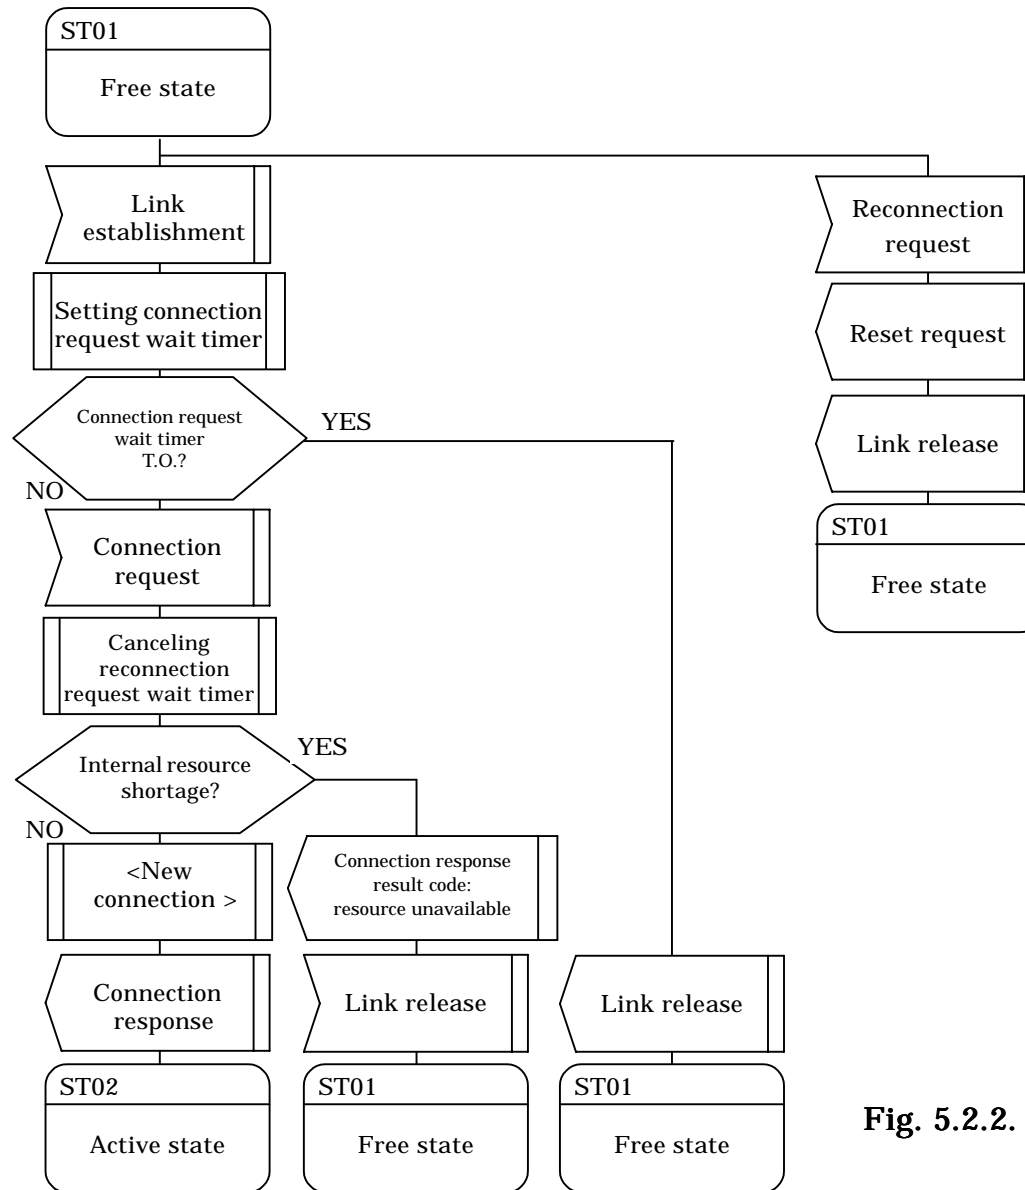 ST01
Free state
Link
establishment
Setting connection
request wait timer
Connection request
wait timer
T.O.?
YES
NO
Connection
request
Canceling
reconnection
request wait timer
Internal resource
shortage?
YES
NO
<New
connection >
Connection
response
ST02
Active state
Connection response
result code:
resource unavailable
Link release
ST01
Free state
Link release
ST01
Free state
Reconnection
request
Reset request
Link release
ST01
Free state
Fig. 5.2.2.